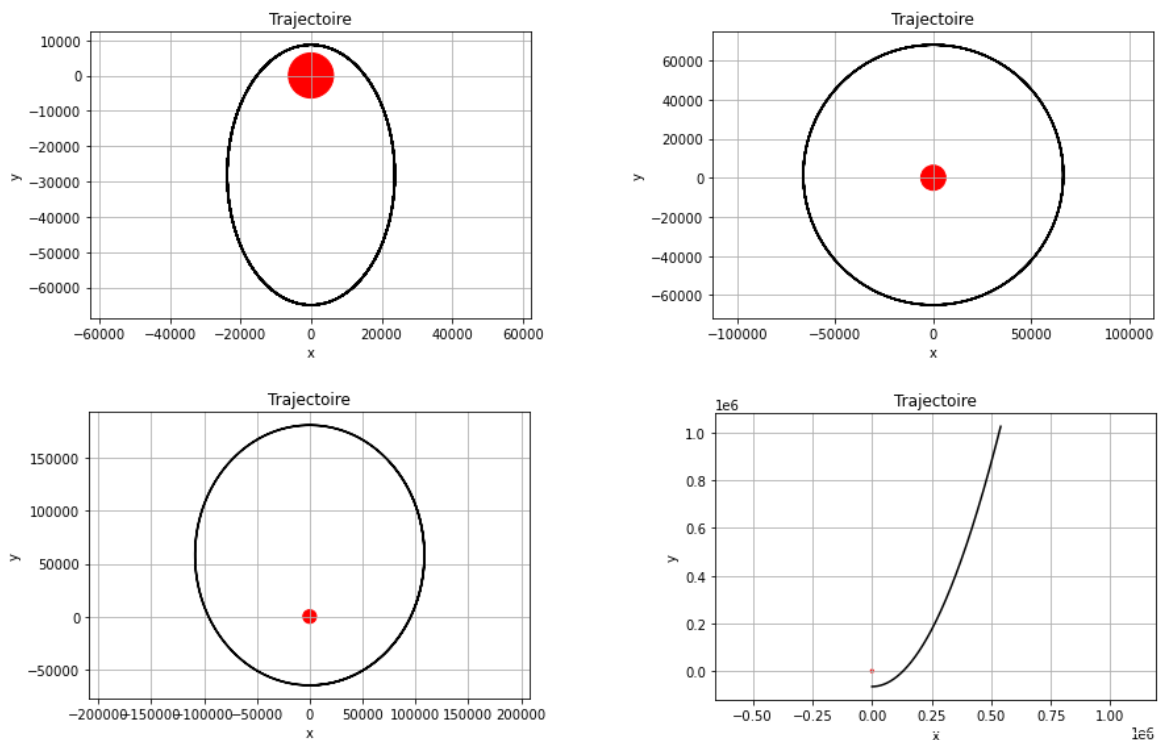 Trajectoire
10000
0
−10000
−20000
−30000
−40000
−50000
−60000
y
−60000 −40000 −20000 0 20000 40000 60000
x
Trajectoire
60000
40000
20000
0
−20000
−40000
−60000
y
−100000 −50000 0 50000 100000
x
Trajectoire
150000
100000
50000
0
−50000
y
−200000 −150000 −100000 −50000 0 50000 100000 150000 200000
x
1e6 Trajectoire
1.0
0.8
0.6
0.4
0.2
0.0
y
−0.50 −0.25 0.00 0.25 0.50 0.75 1.00
x 1e6